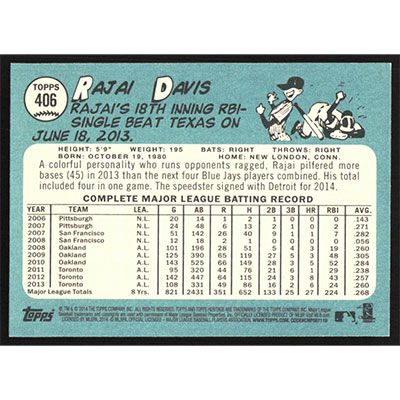 TOPPS
406
RAJAI DAVIS
RAJAI'S 18TH INNING RBI-
SINGLE BEAT TEXAS ON
JUNE 18, 2013.
HEIGHT: 5'9" WEIGHT: 195 BATS: RIGHT THROWS: RIGHT
BORN: OCTOBER 19, 1980 HOME: NEW LONDON, CONN.
A colorful personality who runs opponents ragged, Rajai pilfered more
bases (45) in 2013 than the next four Blue Jays players combined. His total
included four in one game. The speedster signed with Detroit for 2014.
COMPLETE MAJOR LEAGUE BATTING RECORD
YEAR TEAM LEA. G AB R H 2B 3B HR RBI AVG.
2006 Pittsburgh N.L. 20 14 1 2 1 0 0 0 .143
2007 Pittsburgh N.L. 24 48 6 13 2 1 0 2 .271
2007 San Francisco N.L. 51 142 26 40 9 1 1 7 .282
2008 San Francisco N.L. 12 18 2 1 0 0 0 0 .056
2008 Oakland A.L. 101 196 28 51 5 4 3 19 .260
2009 Oakland A.L. 125 390 65 119 27 5 3 48 .305
2010 Oakland A.L. 143 525 66 149 28 3 5 52 .284
2011 Toronto A.L. 95 320 44 76 21 6 1 29 .238
2012 Toronto A.L. 142 447 64 115 24 3 8 43 .257
2013 Toronto A.L. 108 331 49 86 16 2 6 24 .260
Major League Totals 8 Yrs. 821 2431 351 652 133 25 27 224 .268
Topps